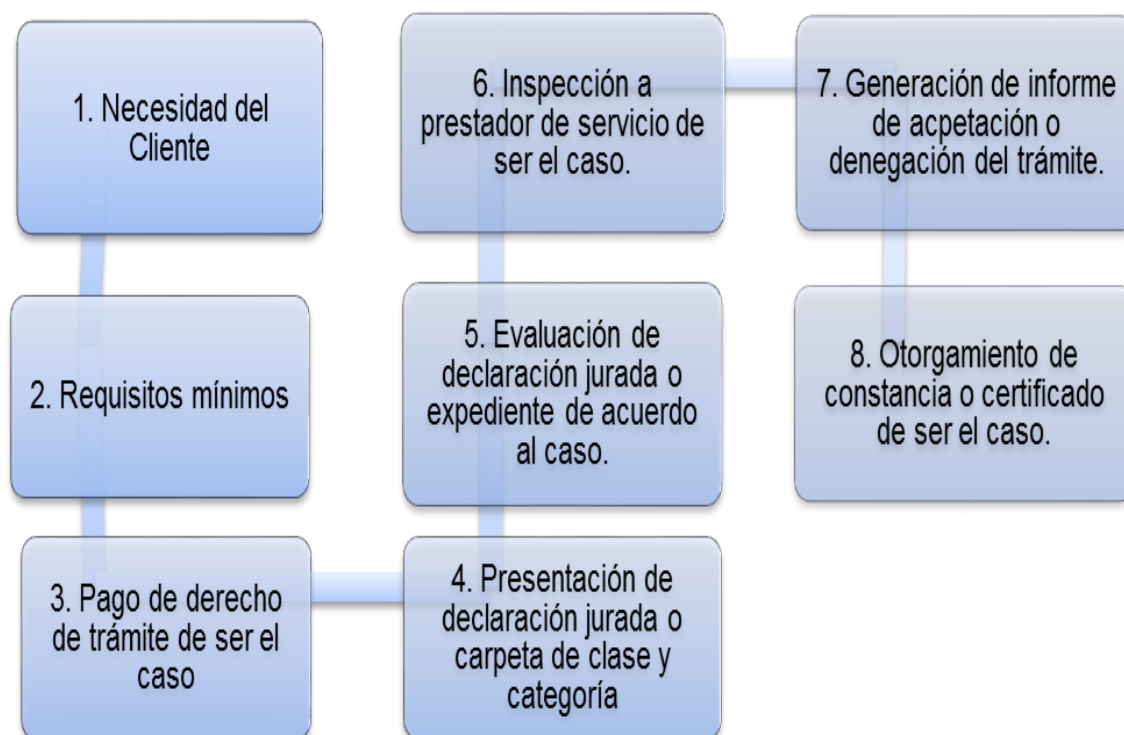 1. Necesidad del
Cliente
2. Requisitos mínimos
3. Pago de derecho
de trámite de ser el
caso
4. Presentación de
declaración jurada o
carpeta de clase y
categoría
5. Evaluación de
declaración jurada o
expediente de acuerdo
al caso.
6. Inspección a
prestador de servicio de
ser el caso.
7. Generación de informe
de acpetación o
denegación del trámite.
8. Otorgamiento de
constancia o certificado
de ser el caso.